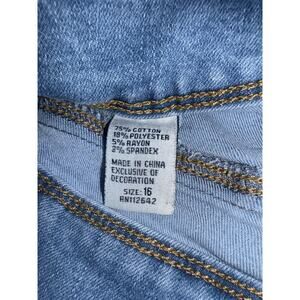 75% COTTON
18% POLYESTER
5% RAYON
2% SPANDEX
MADE IN CHINA
EXCLUSIVE OF
DECORATION
SIZE: 16
RN112642